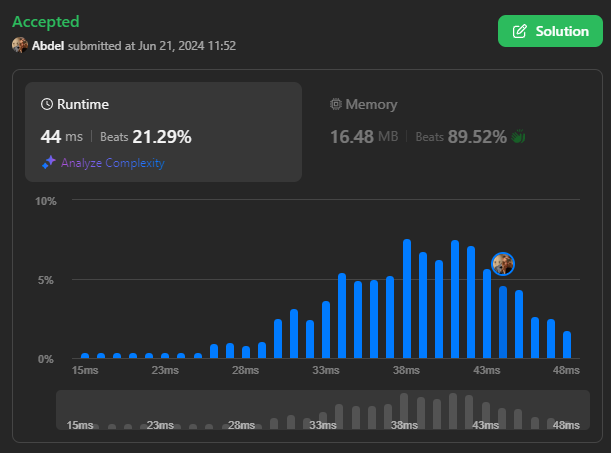 Accepted
Abdel submitted at Jun 21, 2024 11:52
Solution
Runtime
44 ms | Beats 21.29%
Analyze Complexity
Memory
16.48 MB | Beats 89.52%
10%
5%
0%
15ms 23ms 28ms 33ms 38ms 43ms 48ms
15ms 23ms 28ms 33ms 38ms 43ms 48ms